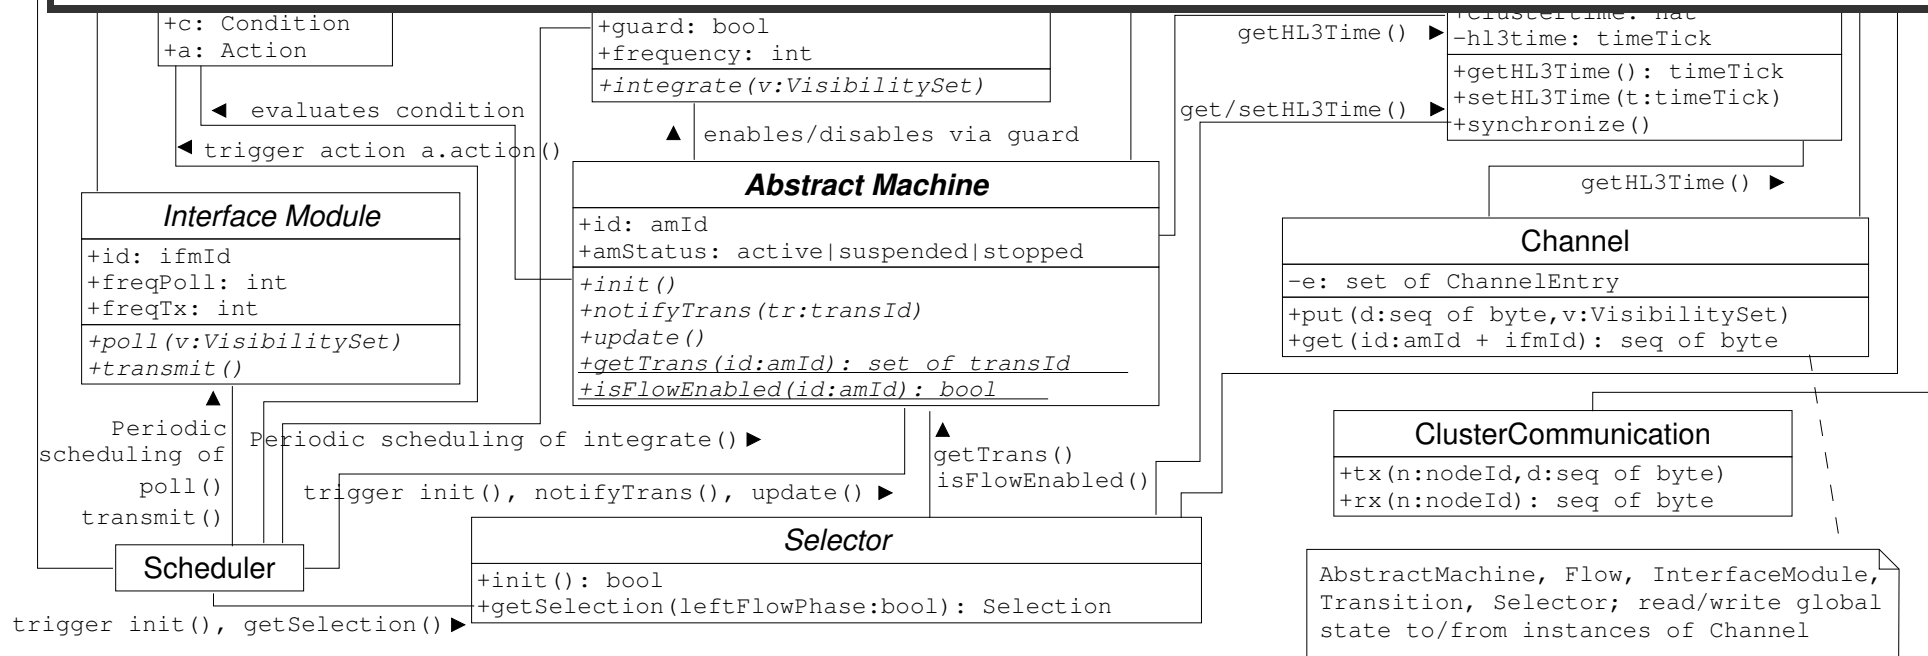 +c: Condition
+a: Action
+guard: bool
+frequency: int
+integrate(v:VisibilitySet)
getHL3Time() ►
+clustertime: nat
-hl3time: timeTick
+getHL3Time(): timeTick
+setHL3Time(t:timeTick)
+synchronize()
◄ evaluates condition
◄ trigger action a.action()
▲ enables/disables via guard
get/setHL3Time() ►
getHL3Time() ►
Interface Module
+id: ifmId
+freqPoll: int
+freqTx: int
+poll(v:VisibilitySet)
+transmit()
Abstract Machine
+id: amId
+amStatus: active|suspended|stopped
+init()
+notifyTrans(tr:transId)
+update()
+getTrans(id:amId): set of transId
+isFlowEnabled(id:amId): bool
Channel
-e: set of ChannelEntry
+put(d:seq of byte,v:VisibilitySet)
+get(id:amId + ifmId): seq of byte
▲
Periodic
scheduling of
poll()
transmit()
Periodic scheduling of integrate() ►
trigger init(), notifyTrans(), update() ►
▲
getTrans()
isFlowEnabled()
ClusterCommunication
+tx(n:nodeId,d:seq of byte)
+rx(n:nodeId): seq of byte
Scheduler
Selector
+init(): bool
+getSelection(leftFlowPhase:bool): Selection
trigger init(), getSelection() ►
AbstractMachine, Flow, InterfaceModule,
Transition, Selector; read/write global
state to/from instances of Channel